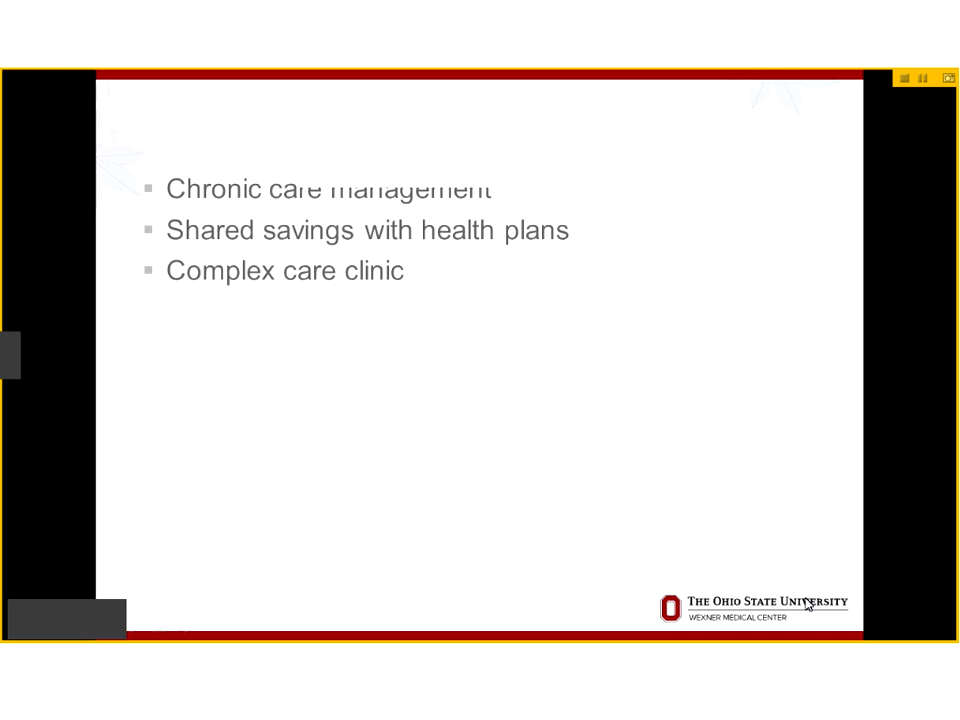 Chronic care management
Shared savings with health plans
Complex care clinic
THE OHIO STATE UNIVERSITY
WEXNER MEDICAL CENTER